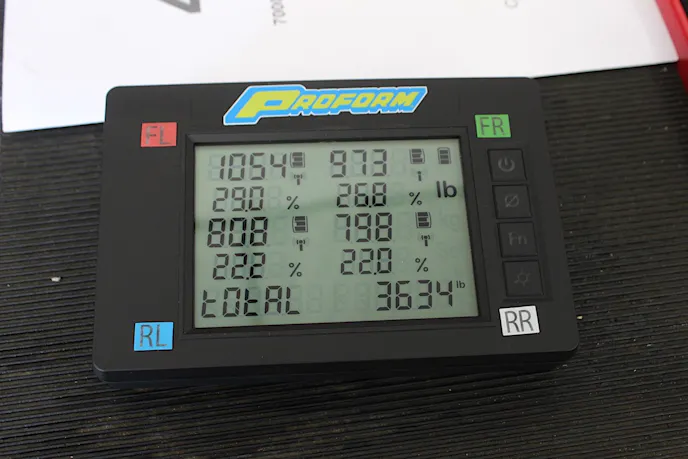 700
PROFORM
FL
FR
1054 973
29.0 % 26.8 % lb
808 798
22.2 % 22.0 %
tOtAL 3634 lb
RL
RR